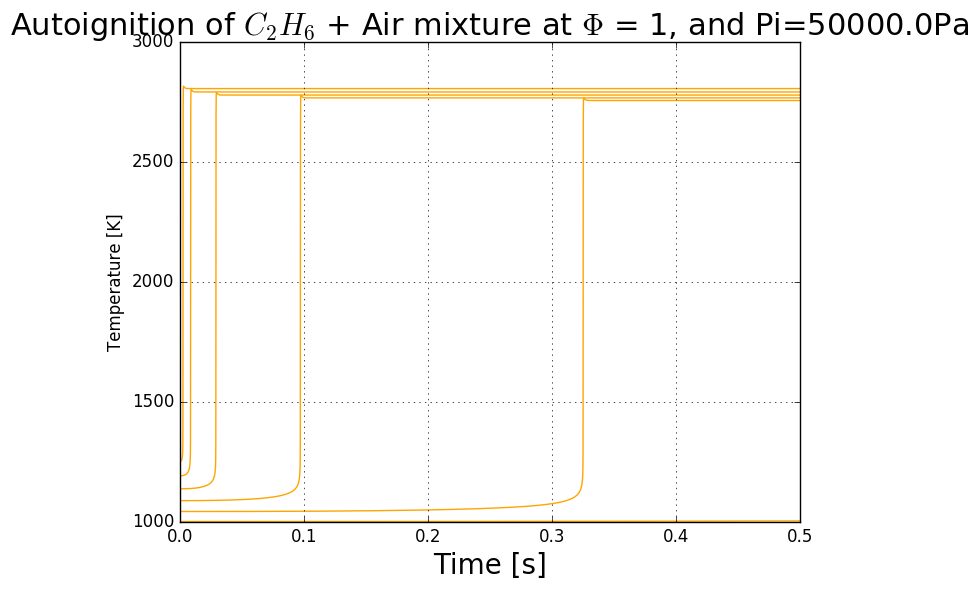 Autoignition of C₂H₆ + Air mixture at Φ = 1, and Pi=50000.0Pa
3000
2500
2000
1500
1000
Temperature [K]
0.0 0.1 0.2 0.3 0.4 0.5
Time [s]